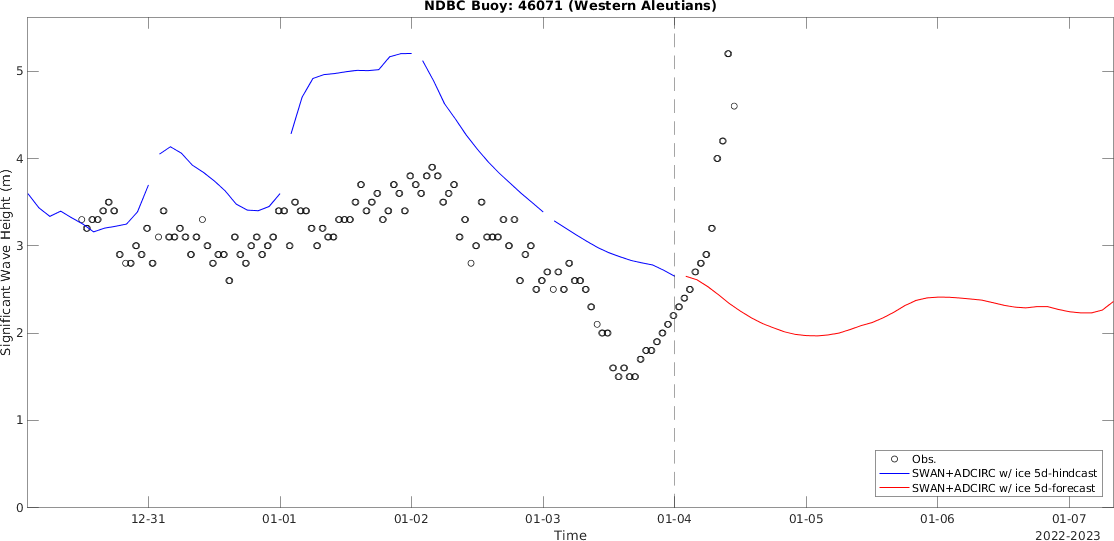 NDBC Buoy: 46071 (Western Aleutians)
Significant Wave Height (m)
5
4
3
2
1
0
12-31 01-01 01-02 01-03 01-04 01-05 01-06 01-07
Time
2022-2023
Obs.
SWAN+ADCIRC w/ ice 5d-hindcast
SWAN+ADCIRC w/ ice 5d-forecast